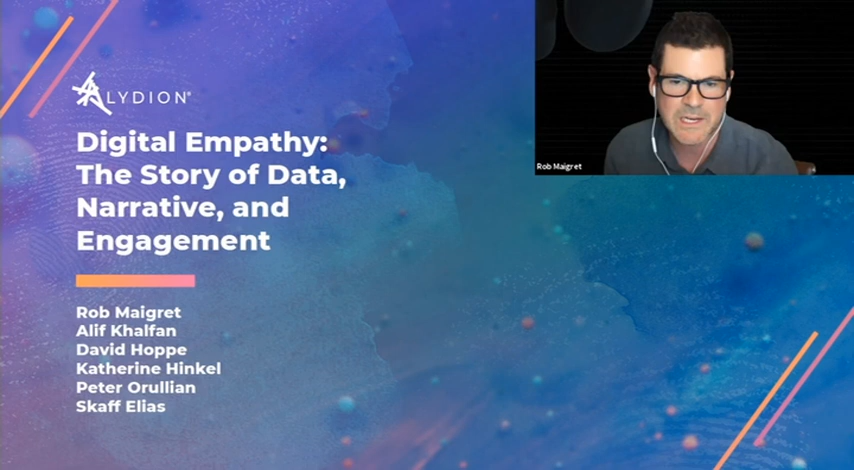 ALYDION®
Digital Empathy:
The Story of Data,
Narrative, and
Engagement
Rob Maigret
Alif Khalfan
David Hoppe
Katherine Hinkel
Peter Orullian
Skaff Elias
Rob Maigret